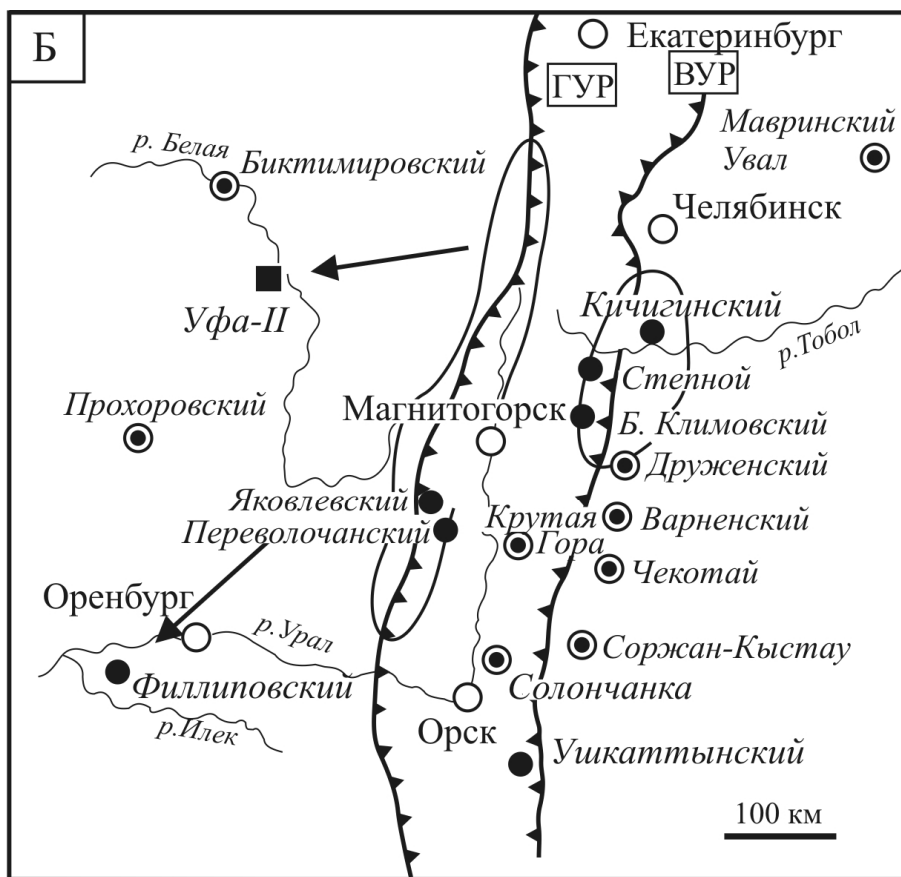 Б
Екатеринбург
ГУР
ВУР
Мавринский
Увал
р. Белая
Биктимировский
Челябинск
Уфа-II
Кичигинский
р.Тобол
Степной
Прохоровский
Магнитогорск
Б. Климовский
Друженский
Яковлевский
Переволочанский
Крутая
Гора
Варненский
Чекотай
Оренбург
р.Урал
Соржан-Кыстау
Филлиповский
Солончанка
р.Илек
Орск
Ушкаттынский
100 км